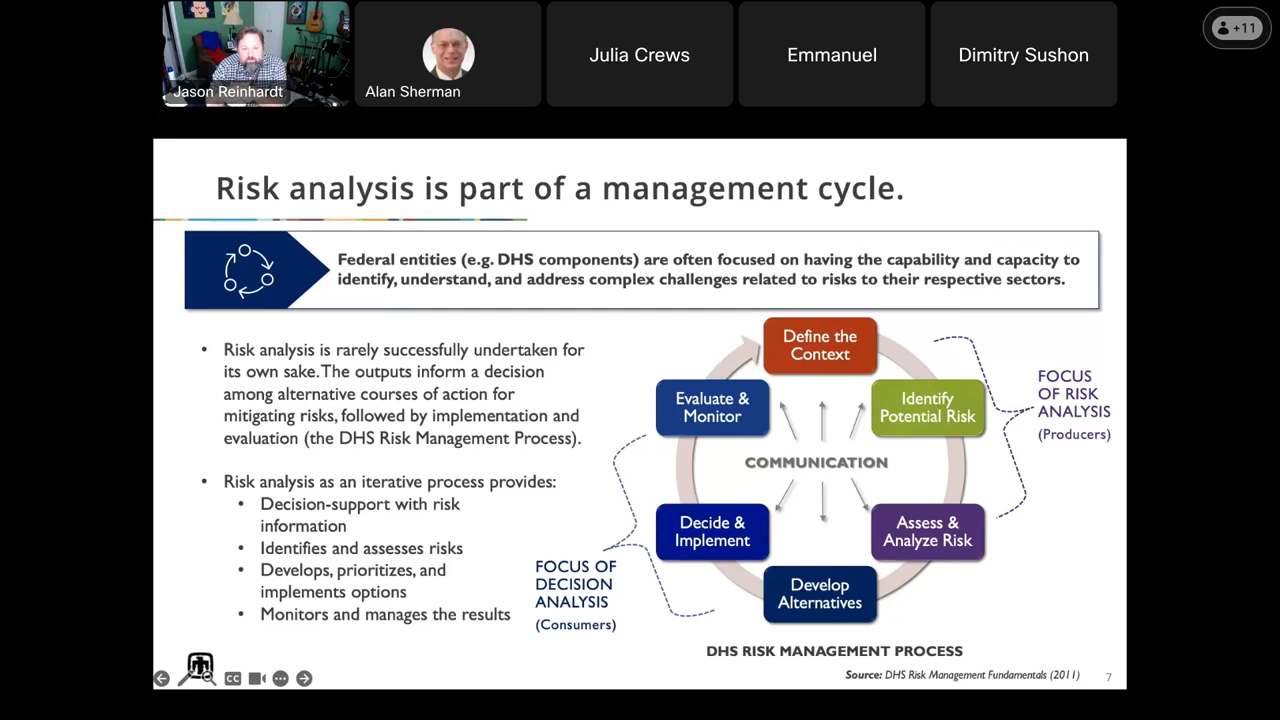 Jason Reinhardt
Alan Sherman
Julia Crews
Emmanuel
Dimitry Sushon
+11
Risk analysis is part of a management cycle.
Federal entities (e.g. DHS components) are often focused on having the capability and capacity to
identify, understand, and address complex challenges related to risks to their respective sectors.
• Risk analysis is rarely successfully undertaken for
its own sake. The outputs inform a decision
among alternative courses of action for
mitigating risks, followed by implementation and
evaluation (the DHS Risk Management Process).
• Risk analysis as an iterative process provides:
• Decision-support with risk
information
• Identifies and assesses risks
• Develops, prioritizes, and
implements options
• Monitors and manages the results
Define the
Context
Identify
Potential Risk
Assess &
Analyze Risk
Develop
Alternatives
Decide &
Implement
Evaluate &
Monitor
COMMUNICATION
FOCUS
OF RISK
ANALYSIS
(Producers)
FOCUS OF
DECISION
ANALYSIS
(Consumers)
DHS RISK MANAGEMENT PROCESS
Source: DHS Risk Management Fundamentals (2011)
7
CC